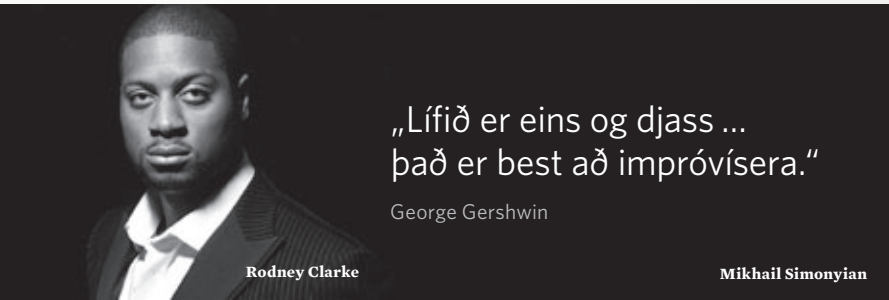 „Lífið er eins og djass ...
það er best að impróvísera.“
George Gershwin
Rodney Clarke
Mikhail Simonyian